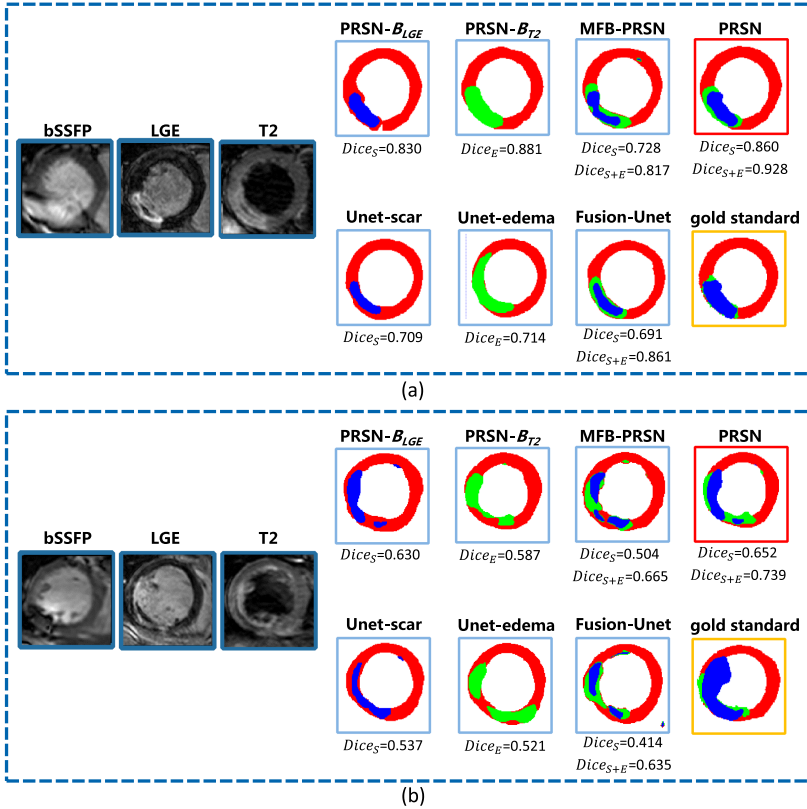 PRSN-B_LGE PRSN-B_T2 MFB-PRSN PRSN
bSSFP LGE T2
Dice_S=0.830 Dice_E=0.881 Dice_S=0.728 Dice_S=0.860
Dice_S+E=0.817 Dice_S+E=0.928
Unet-scar Unet-edema Fusion-Unet gold standard
Dice_S=0.709 Dice_E=0.714 Dice_S=0.691
Dice_S+E=0.861
(a)
PRSN-B_LGE PRSN-B_T2 MFB-PRSN PRSN
bSSFP LGE T2
Dice_S=0.630 Dice_E=0.587 Dice_S=0.504 Dice_S=0.652
Dice_S+E=0.665 Dice_S+E=0.739
Unet-scar Unet-edema Fusion-Unet gold standard
Dice_S=0.537 Dice_E=0.521 Dice_S=0.414
Dice_S+E=0.635
(b)